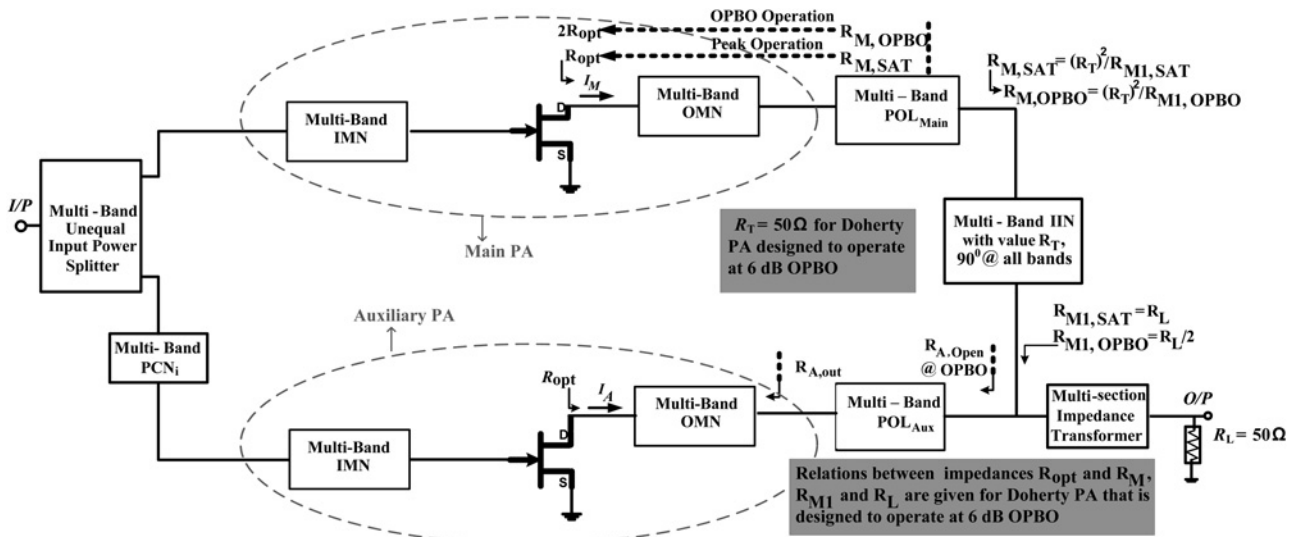 OPBO Operation
2Ropt
RM, OPBO
Peak Operation
Ropt
RM,SAT
RM,SAT = (RT)²/RM1,SAT
RM,OPBO = (RT)²/RM1, OPBO
IM
D
S
Multi-Band
IMN
Multi-Band
OMN
Multi – Band
POLMain
I/P
Multi -Band
Unequal
Input Power
Splitter
Main PA
RT = 50Ω for Doherty
PA designed to operate
at 6 dB OPBO
Multi - Band IIN
with value RT,
90⁰@ all bands
Auxiliary PA
Multi- Band
PCNi
RM1,SAT = RL
RM1, OPBO = RL/2
RA,out
RA.Open
@ OPBO
Ropt
IA
D
S
Multi-Band
IMN
Multi-Band
OMN
Multi – Band
POLAux
Multi-section
Impedance
Transformer
O/P
RL = 50Ω
Relations between impedances Ropt and RM,
RM1 and RL are given for Doherty PA that is
designed to operate at 6 dB OPBO